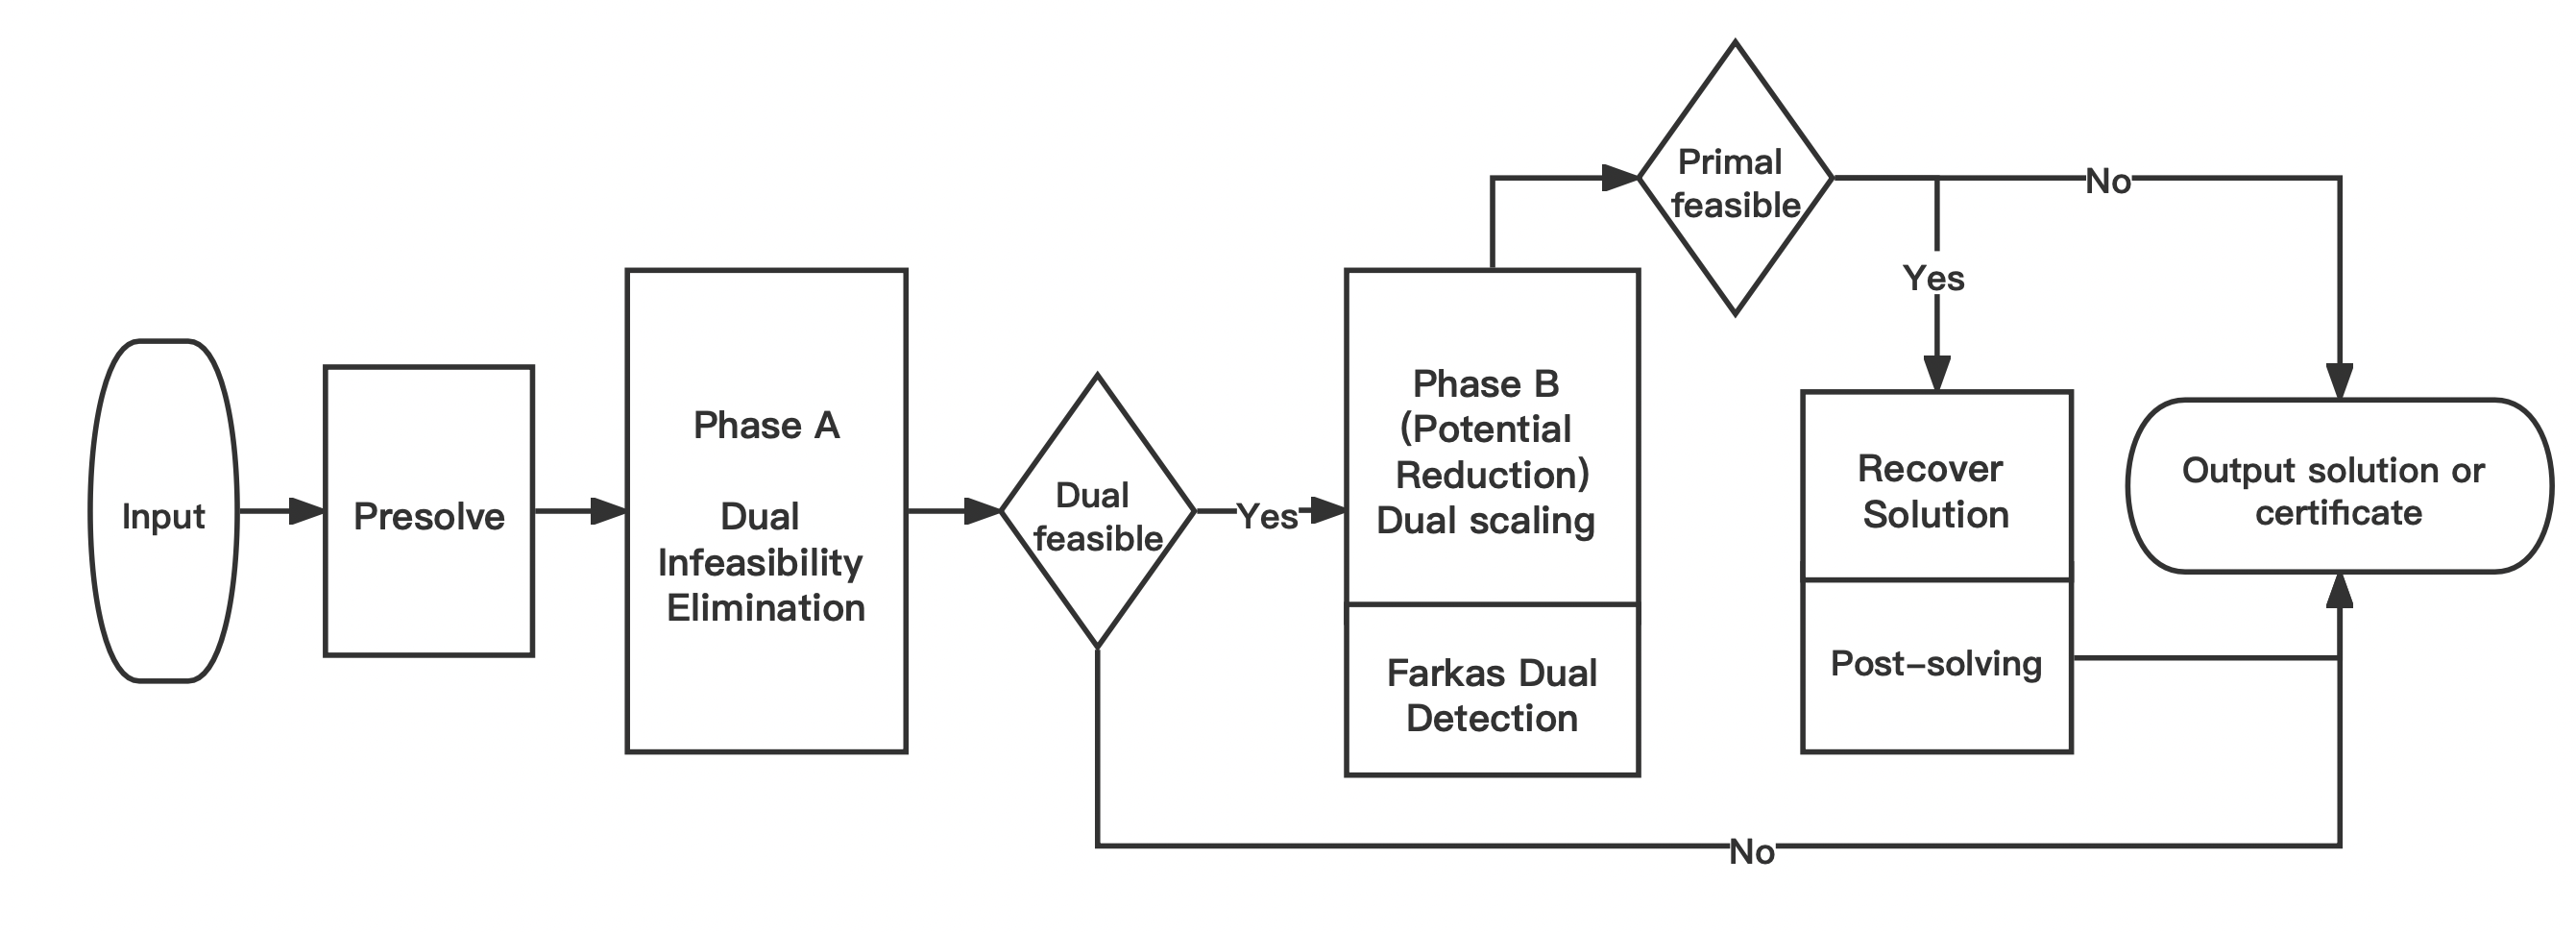 Input
Presolve
Phase A
Dual
Infeasibility
Elimination
Dual
feasible
Yes
No
Phase B
(Potential
Reduction)
Dual scaling
Farkas Dual
Detection
Primal
feasible
Yes
No
Recover
Solution
Post-solving
Output solution or
certificate